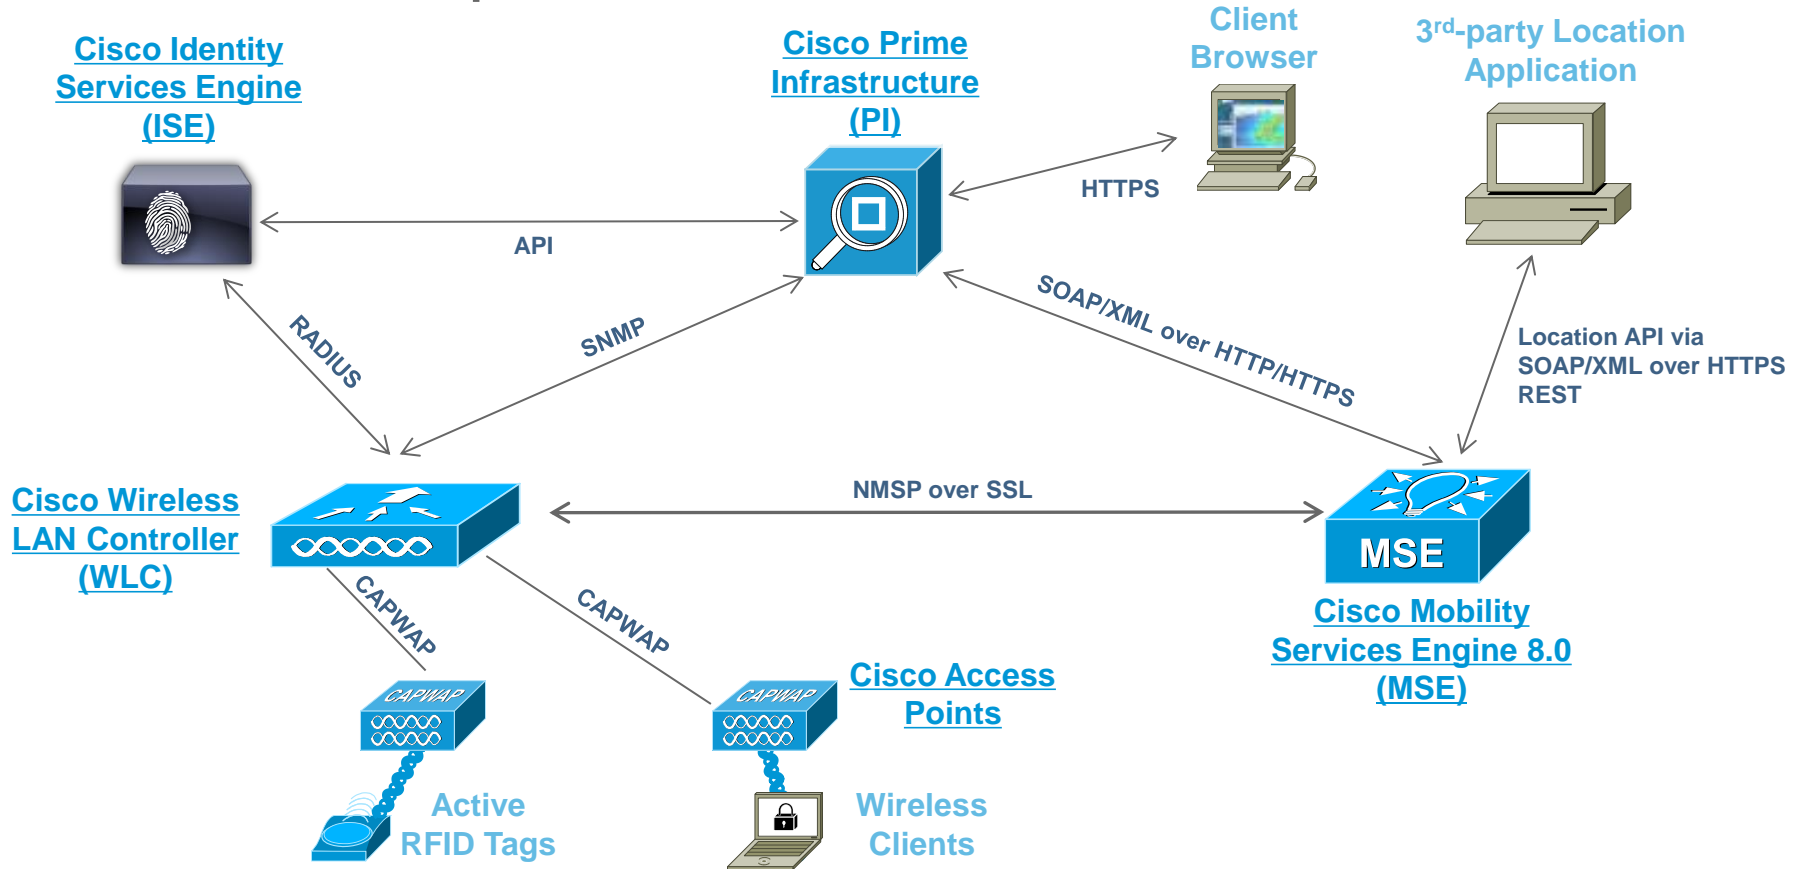 Cisco Identity
Services Engine
(ISE)
Cisco Prime
Infrastructure
(PI)
Client
Browser
3rd-party Location
Application
HTTPS
API
RADIUS
SNMP
SOAP/XML over HTTP/HTTPS
Location API via
SOAP/XML over HTTPS
REST
Cisco Wireless
LAN Controller
(WLC)
NMSP over SSL
MSE
Cisco Mobility
Services Engine 8.0
(MSE)
CAPWAP
CAPWAP
CAPWAP
CAPWAP
Cisco Access
Points
Active
RFID Tags
Wireless
Clients